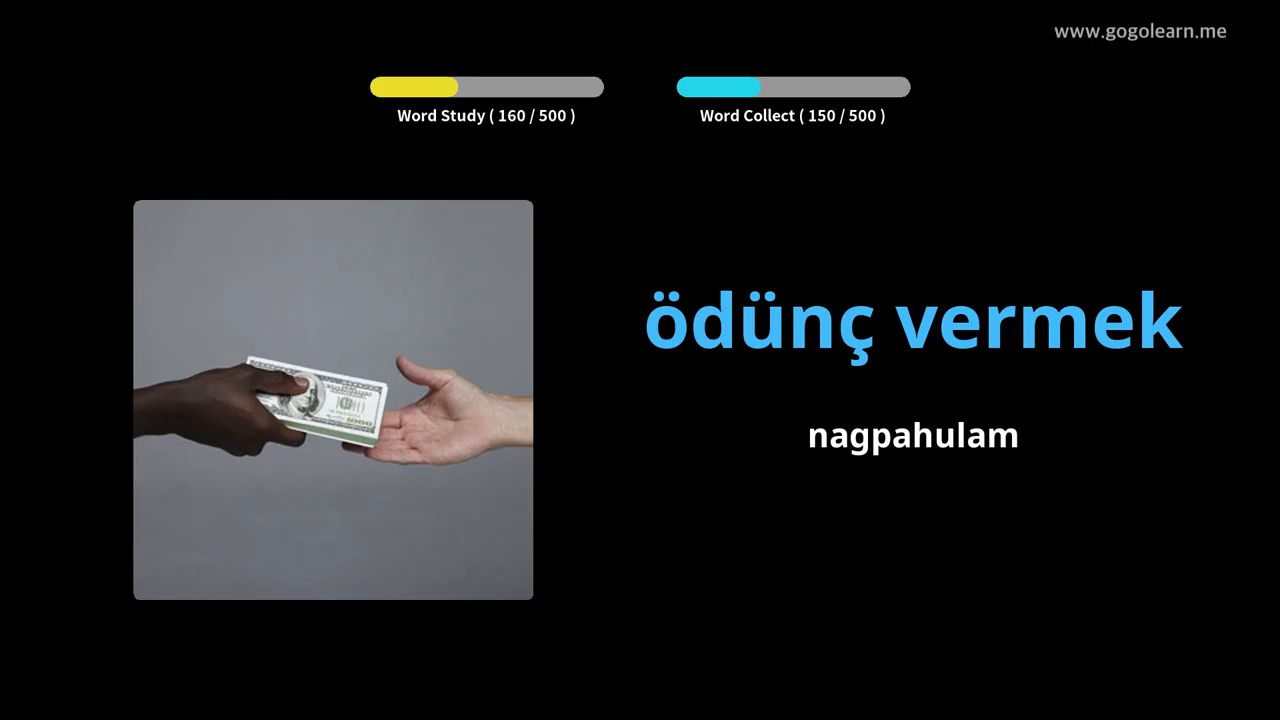 www.gogolearn.me
Word Study ( 160 / 500 )
Word Collect ( 150 / 500 )
ödünç vermek
nagpahulam